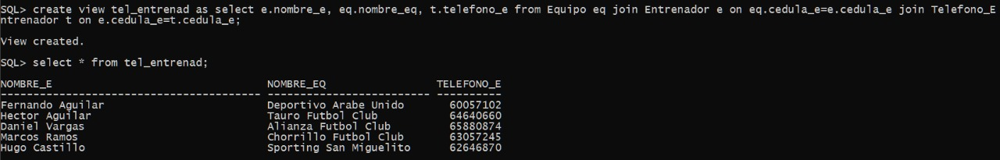 SQL> create view tel_entrenad as select e.nombre_e, eq.nombre_eq, t.telefono_e from Equipo eq join Entrenador e on eq.cedula_e=e.cedula_e join Telefono_E
ntrenador t on e.cedula_e=t.cedula_e;
View created.
SQL> select * from tel_entrenad;
NOMBRE_E NOMBRE_EQ TELEFONO_E
---------------------------------------- ------------------------- ----------
Fernando Aguilar Deportivo Arabe Unido 60057102
Hector Aguilar Tauro Futbol Club 64640660
Daniel Vargas Alianza Futbol Club 65880874
Marcos Ramos Chorrillo Futbol Club 63057245
Hugo Castillo Sporting San Miguelito 62646870